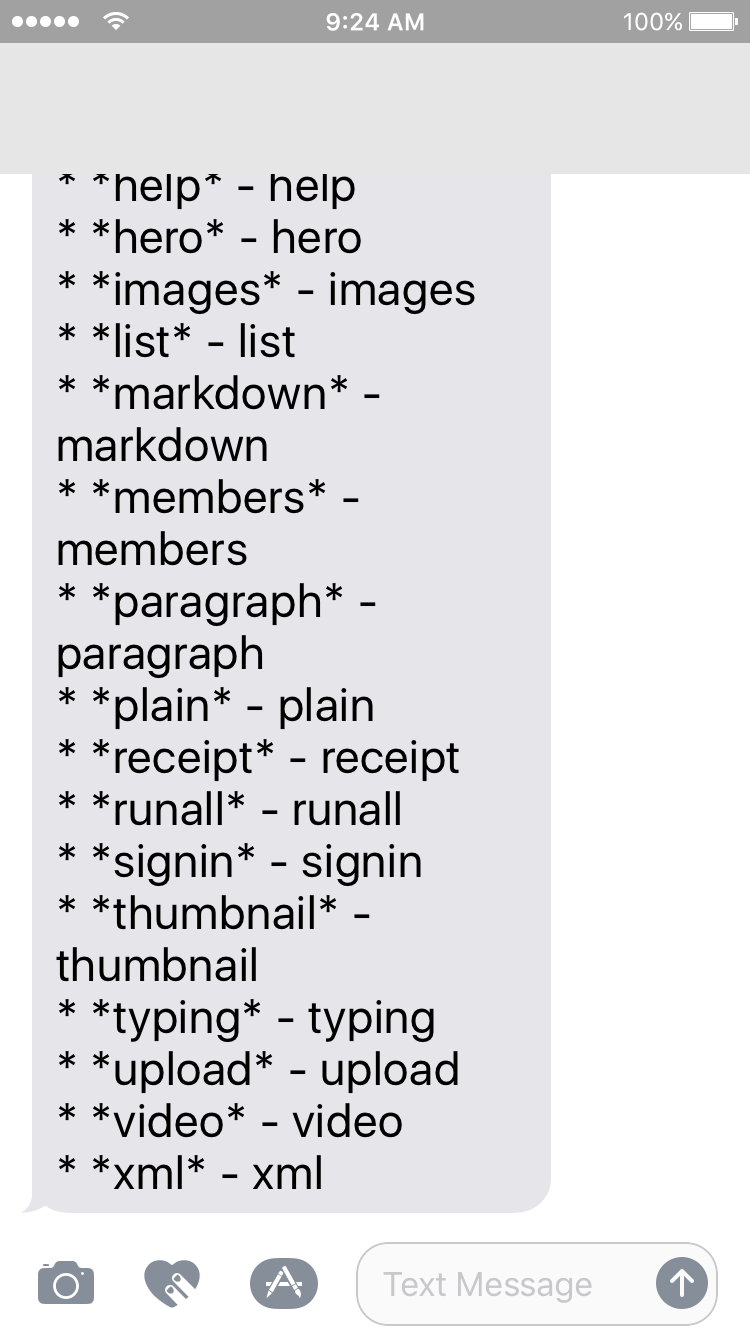 9:24 AM 100%
* *help* - help
* *hero* - hero
* *images* - images
* *list* - list
* *markdown* -
markdown
* *members* -
members
* *paragraph* -
paragraph
* *plain* - plain
* *receipt* - receipt
* *runall* - runall
* *signin* - signin
* *thumbnail* -
thumbnail
* *typing* - typing
* *upload* - upload
* *video* - video
* *xml* - xml
Text Message